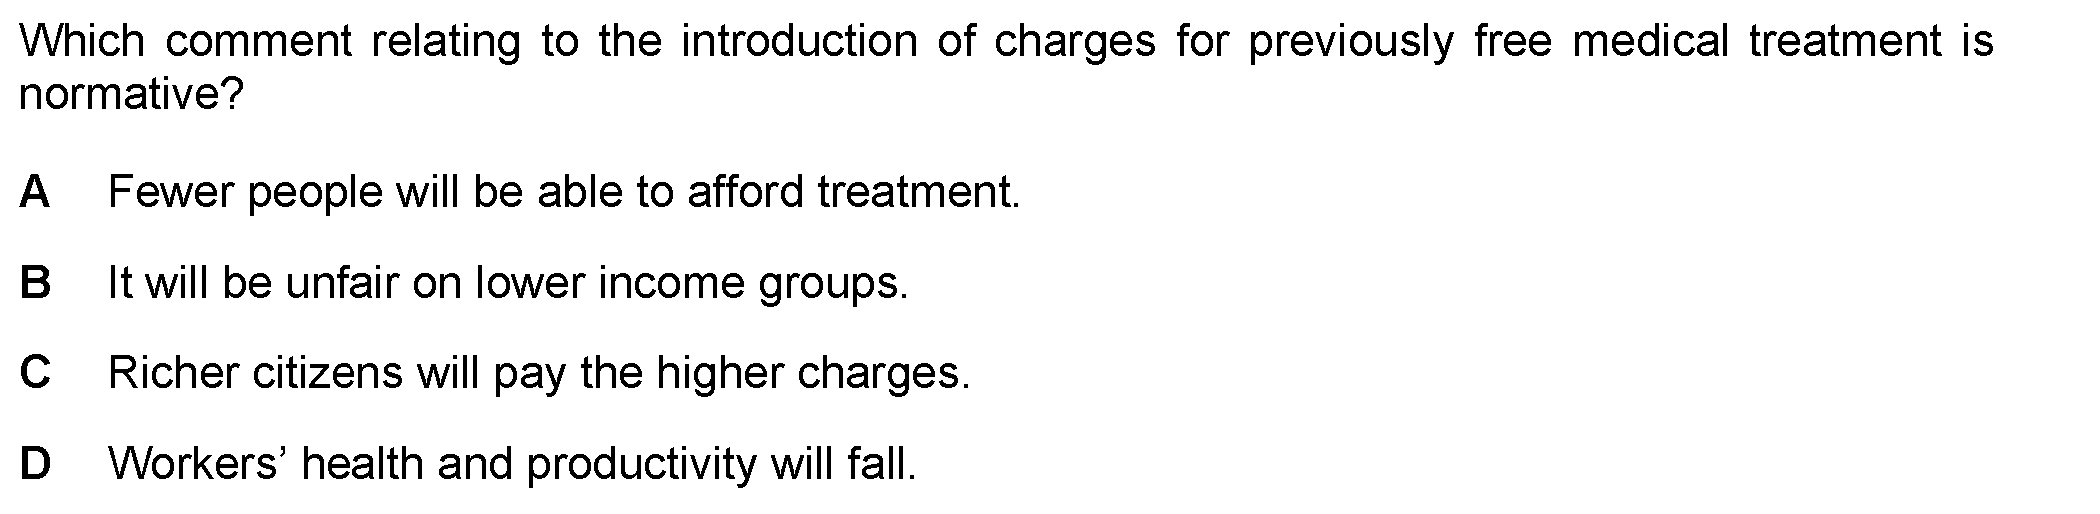 Which comment relating to the introduction of charges for previously free medical treatment is
normative?
A Fewer people will be able to afford treatment.
B It will be unfair on lower income groups.
C Richer citizens will pay the higher charges.
D Workers’ health and productivity will fall.